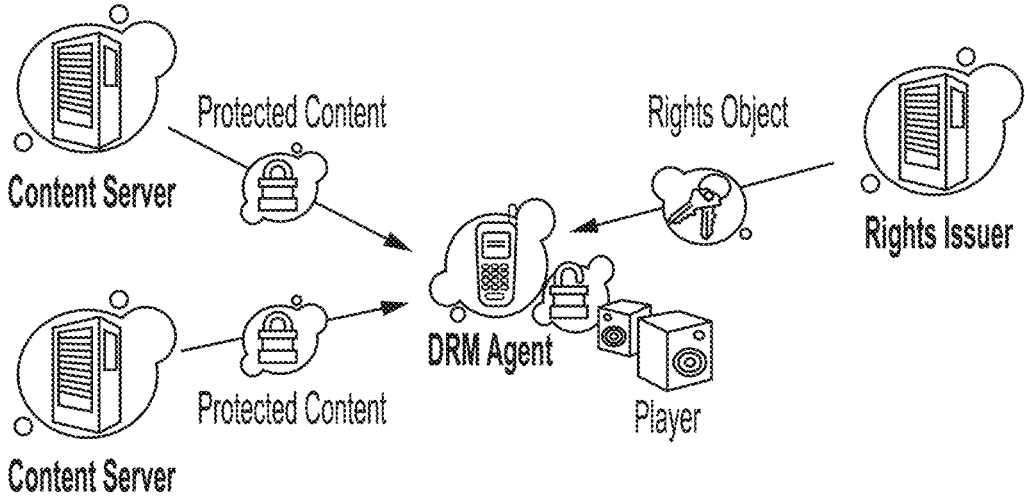 Protected Content
Rights Object
Content Server
Rights Issuer
DRM Agent
Protected Content
Player
Content Server